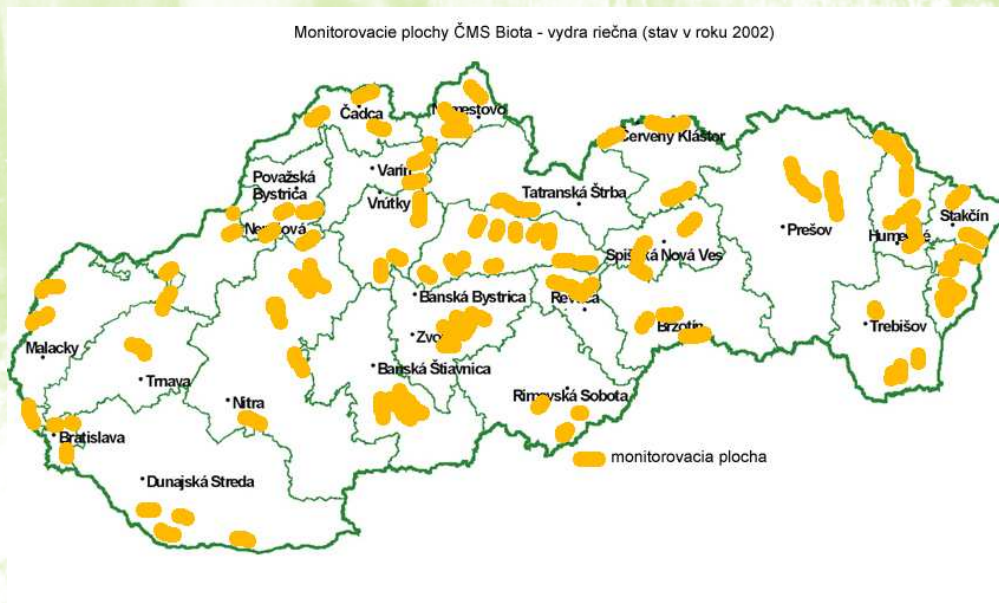 Monitorovacie plochy ČMS Biota - vydra riečna (stav v roku 2002)
Čadca
Červeny Kláštor
Varín
Považská
Bystrica
Tatranská Štrba
Vrútky
Stakčín
Prešov
Spišská Nová Ves
Banská Bystrica
Brzotín
Trebišov
Malacky
Banská Štiavnica
Trnava
Rimavská Sobota
Nitra
Bratislava
monitorovacia plocha
Dunajská Streda